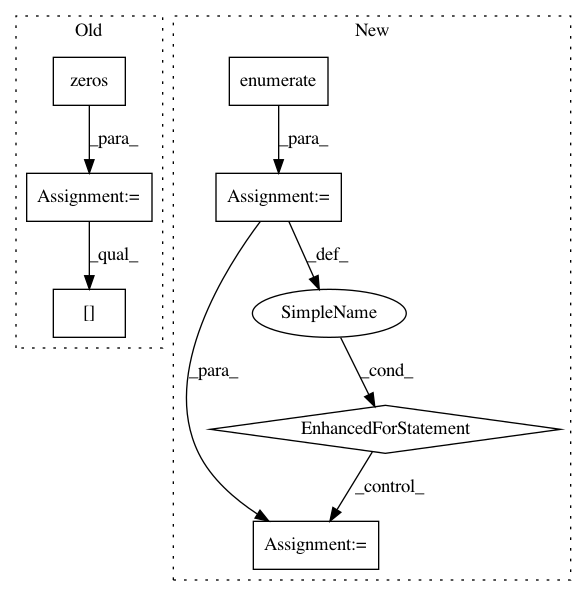 Old
New
zeros
enumerate
_para_
_para_
Assignment:=
Assignment:=
_qual_
_def_
[]
SimpleName
_para_
_cond_
EnhancedForStatement
_control_
Assignment:=